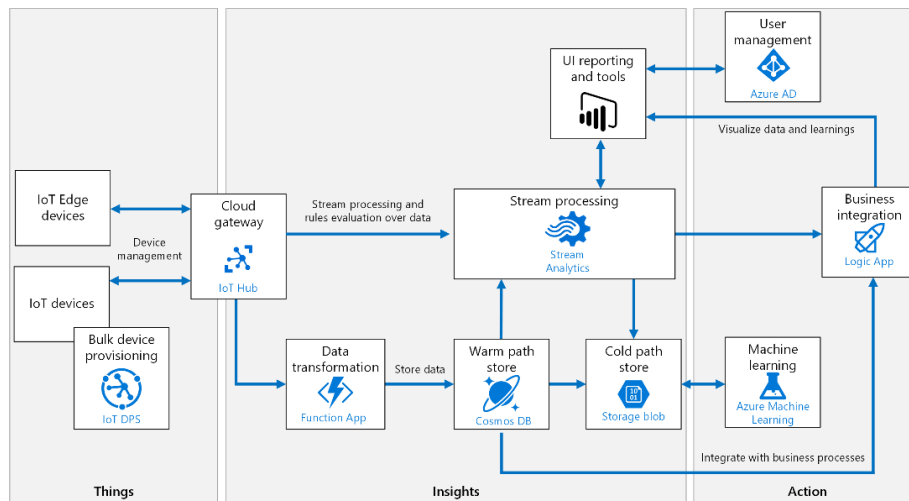 User
management
Azure AD
UI reporting
and tools
Visualize data and learnings
IoT Edge
devices
Cloud
gateway
IoT Hub
Stream processing and
rules evaluation over data
Stream processing
Stream
Analytics
Business
integration
Logic App
Device
management
IoT devices
Bulk device
provisioning
IoT DPS
Data
transformation
Function App
Store data
Warm path
store
Cosmos DB
Cold path
store
10
01
Storage blob
Machine
learning
Azure Machine
Learning
Integrate with business processes
Things
Insights
Action